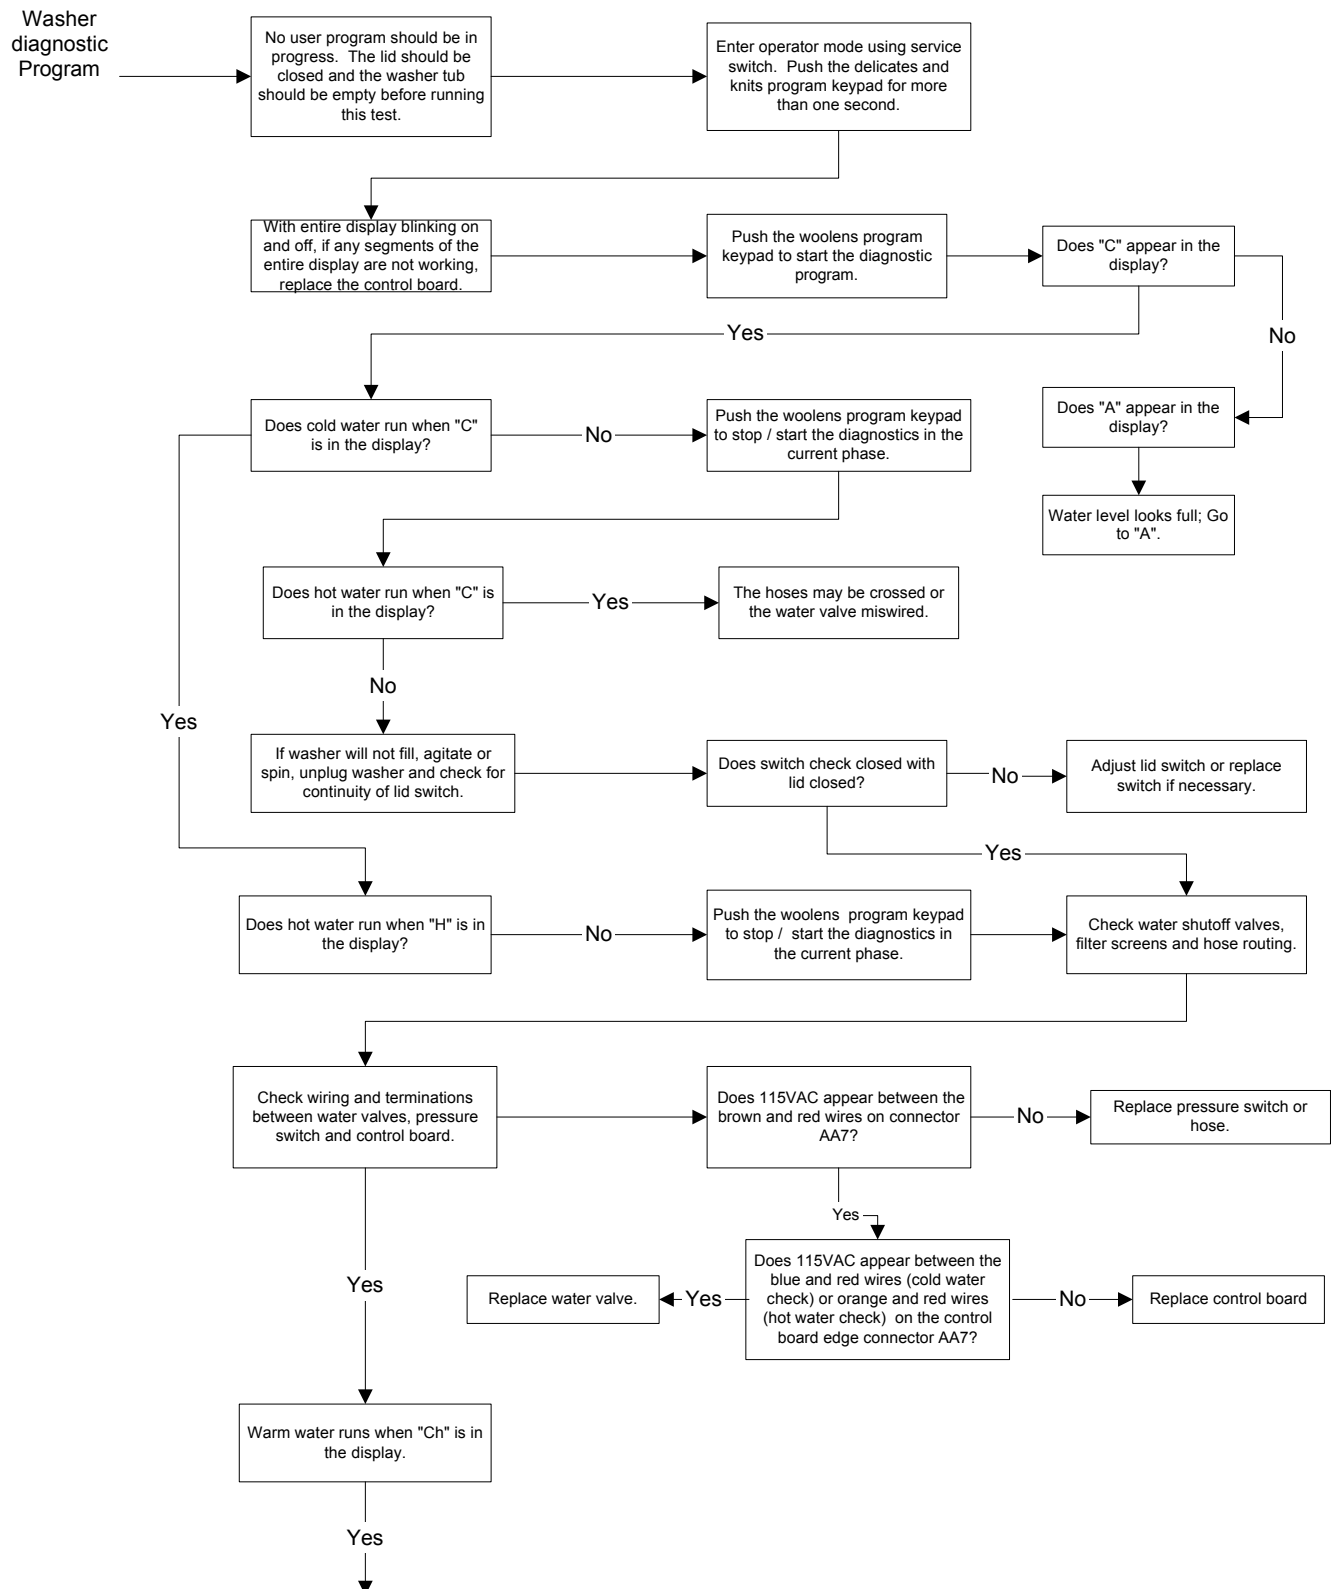 Washer
diagnostic
Program
No user program should be in
progress.  The lid should be
closed and the washer tub
should be empty before running
this test.
Enter operator mode using service
switch.  Push the delicates and
knits program keypad for more
than one second.
With entire display blinking on
and off, if any segments of the
entire display are not working,
replace the control board.
Push the woolens program
keypad to start the diagnostic
program.
Does "C" appear in the
display?
Yes
No
Does cold water run when "C"
is in the display?
No
Push the woolens program keypad
to stop / start the diagnostics in the
current phase.
Does "A" appear in the
display?
Water level looks full; Go
to "A".
Does hot water run when "C" is
in the display?
Yes
The hoses may be crossed or
the water valve miswired.
No
Yes
If washer will not fill, agitate or
spin, unplug washer and check for
continuity of lid switch.
Does switch check closed with
lid closed?
No
Adjust lid switch or replace
switch if necessary.
Yes
Does hot water run when "H" is in
the display?
No
Push the woolens  program keypad
to stop /  start the diagnostics in
the current phase.
Check water shutoff valves,
filter screens and hose routing.
Check wiring and terminations
between water valves, pressure
switch and control board.
Does 115VAC appear between the
brown and red wires on connector
AA7?
No
Replace pressure switch or
hose.
Yes
Yes
Replace water valve.
Yes
Does 115VAC appear between the
blue and red wires (cold water
check) or orange and red wires
(hot water check)  on the control
board edge connector AA7?
No
Replace control board
Warm water runs when "Ch" is in
the display.
Yes